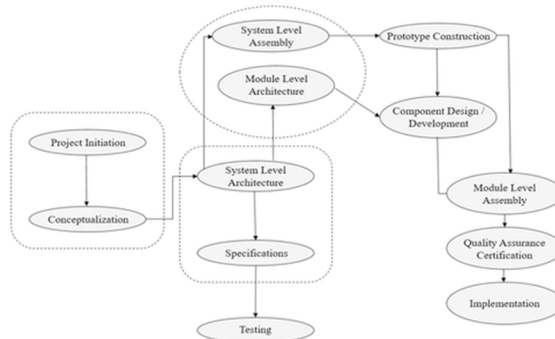 System Level
Assembly
Prototype Construction
Module Level
Architecture
Component Design /
Development
Project Initiation
System Level
Architecture
Module Level
Assembly
Conceptualization
Specifications
Quality Assurance
Certification
Implementation
Testing